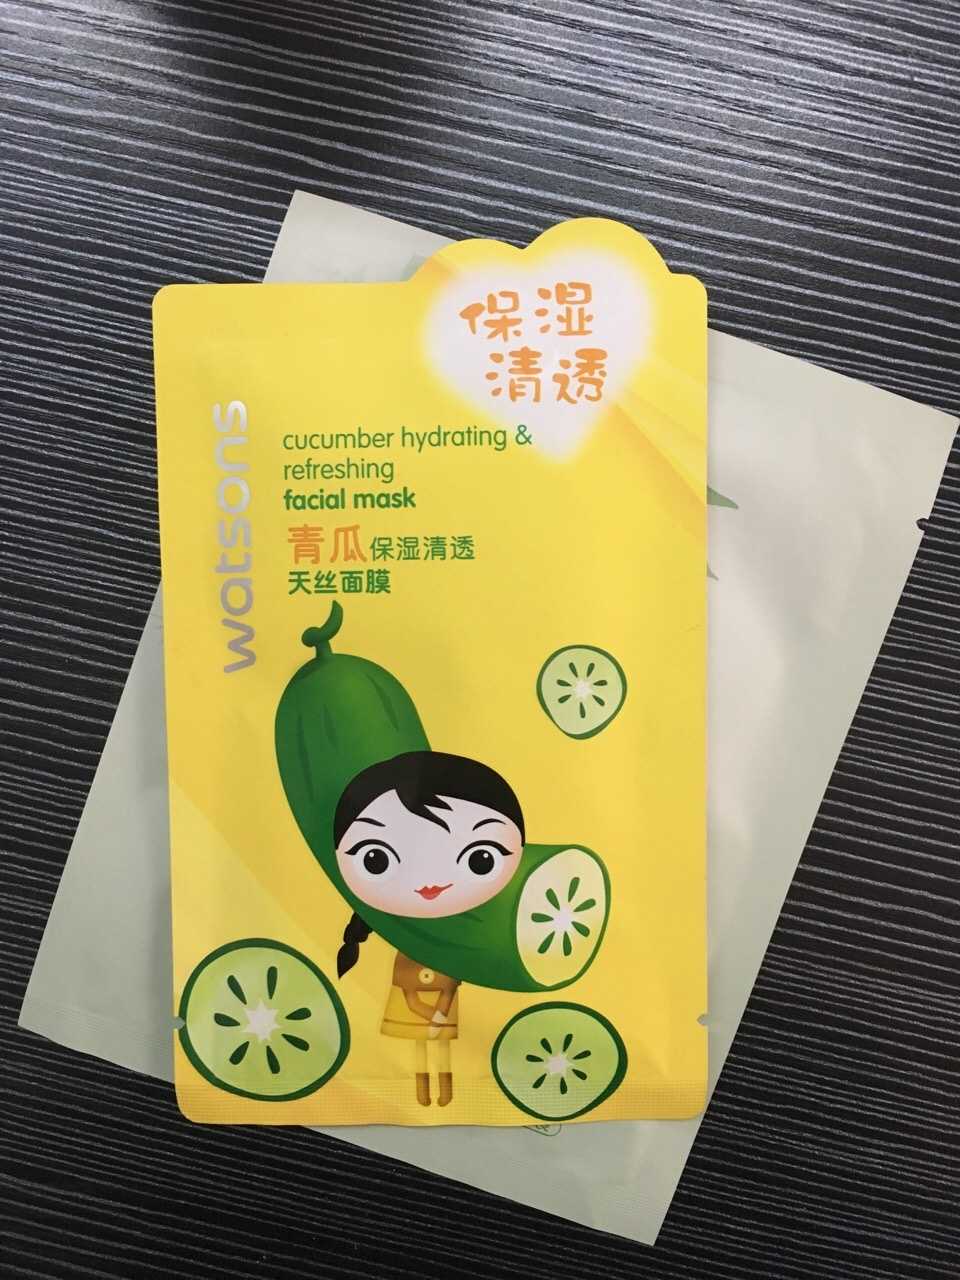 保湿
清透
watsons
cucumber hydrating &
refreshing
facial mask
青瓜保湿清透
天丝面膜